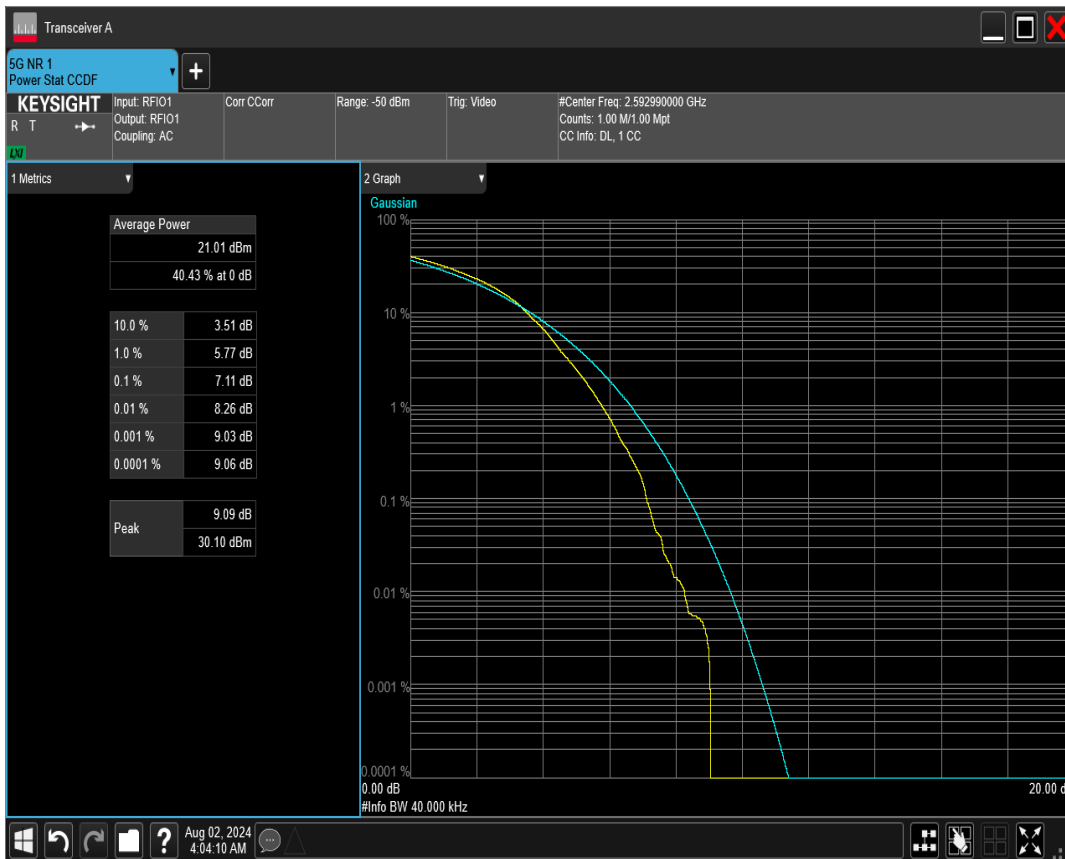 Transceiver A
5G NR 1
Power Stat CCDF
+
KEYSIGHT
R T
LXI
Input: RFIO1
Output: RFIO1
Coupling: AC
Corr CCorr
Range: -50 dBm
Trig: Video
#Center Freq: 2.592990000 GHz
Counts: 1.00 M/1.00 Mpt
CC Info: DL, 1 CC
1 Metrics
Average Power
21.01 dBm
40.43 % at 0 dB
10.0 % 3.51 dB
1.0 % 5.77 dB
0.1 % 7.11 dB
0.01 % 8.26 dB
0.001 % 9.03 dB
0.0001 % 9.06 dB
Peak 9.09 dB
30.10 dBm
2 Graph
Gaussian
100 %
10 %
1 %
0.1 %
0.01 %
0.001 %
0.0001 %
0.00 dB 20.00 d
#Info BW 40.000 kHz
?
Aug 02, 2024
4:04:10 AM